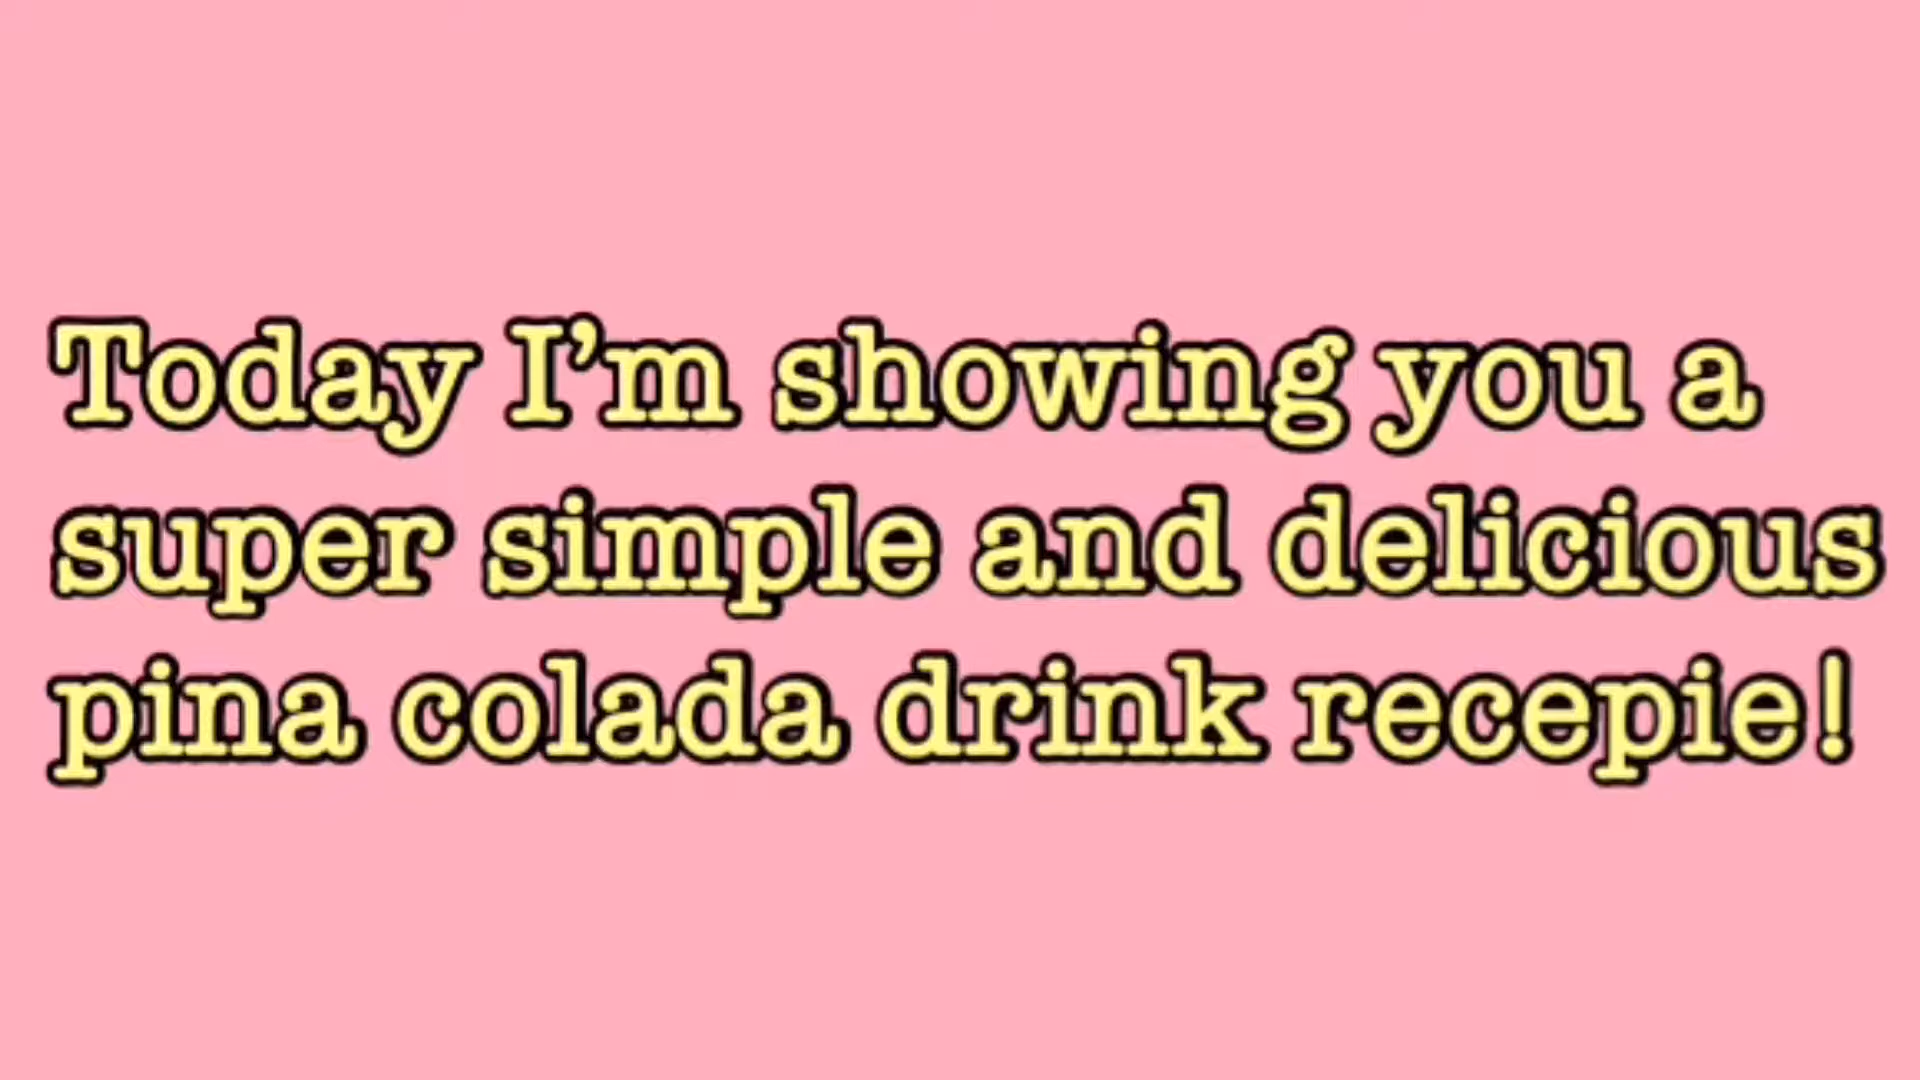 Today I’m showing you a
super simple and delicious
pina colada drink recepie!